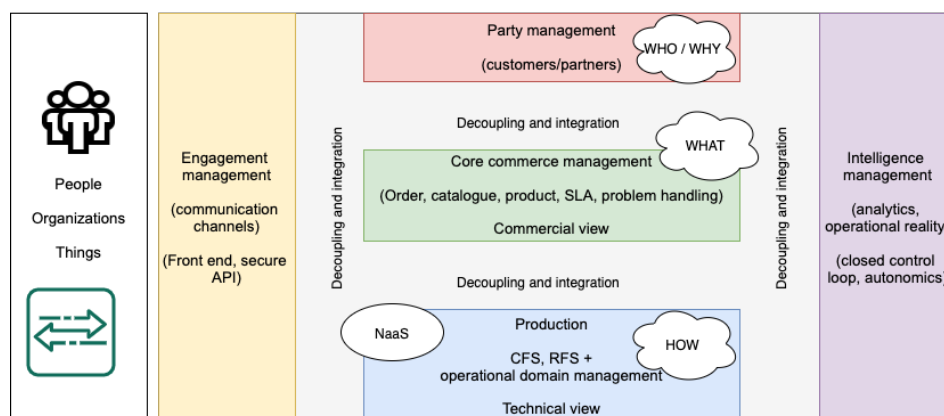 People
Organizations
Things
Engagement
management
(communication
channels)
(Front end, secure
API)
Decoupling and integration
Party management
(customers/partners)
WHO / WHY
Decoupling and integration
WHAT
Core commerce management
(Order, catalogue, product, SLA, problem handling)
Commercial view
Decoupling and integration
NaaS
Production
CFS, RFS +
operational domain management
Technical view
HOW
Decoupling and integration
Intelligence
management
(analytics,
operational reality)
(closed control
loop, autonomics)